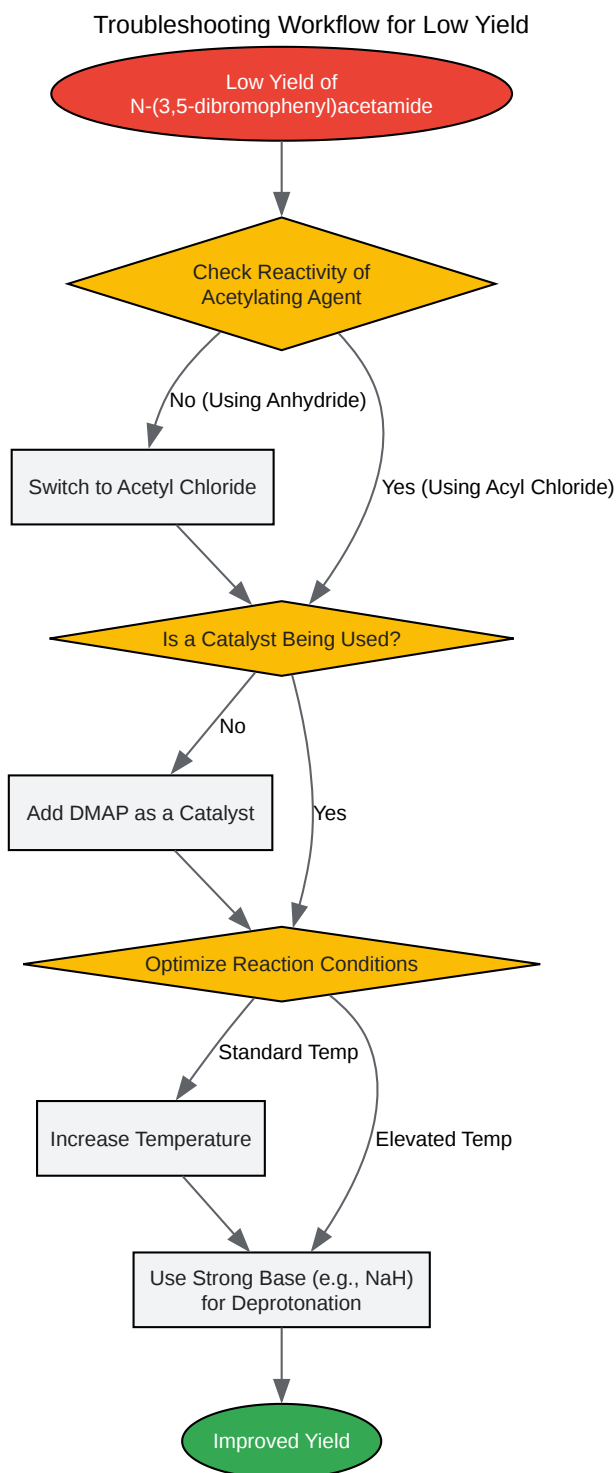 Troubleshooting Workflow for Low Yield
Low Yield of
N-(3,5-dibromophenyl)acetamide
Check Reactivity of
Acetylating Agent
No (Using Anhydride)
Switch to Acetyl Chloride
Yes (Using Acyl Chloride)
Is a Catalyst Being Used?
No
Add DMAP as a Catalyst
Yes
Optimize Reaction Conditions
Standard Temp
Increase Temperature
Elevated Temp
Use Strong Base (e.g., NaH)
for Deprotonation
Improved Yield